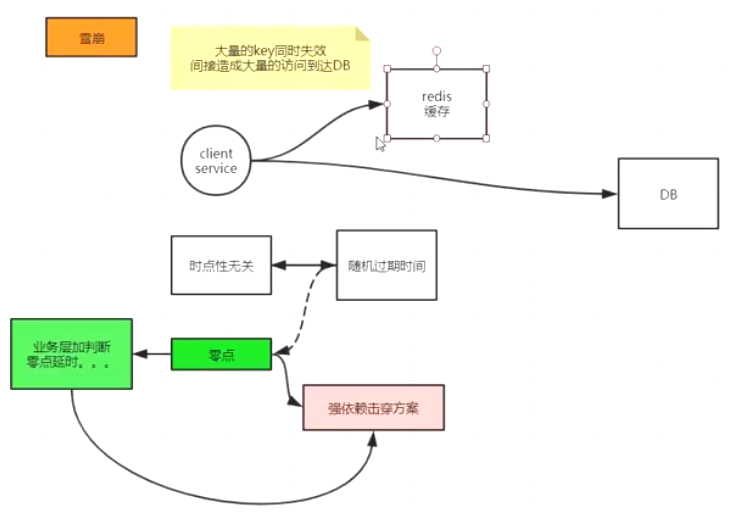 雪崩
大量的key同时失效
间接造成大量的访问到达DB
redis
缓存
client
service
DB
时点性无关
随机过期时间
业务层加判断
零点延时。。。
零点
强依赖击穿方案